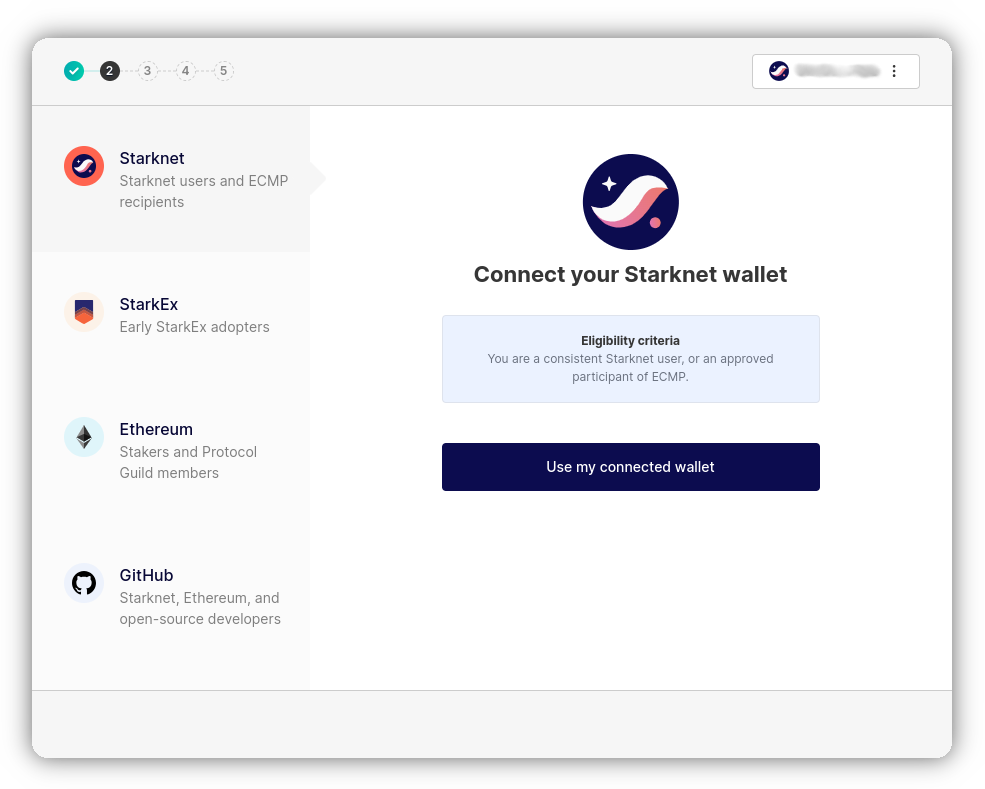 2 3 4 5
Starknet
Starknet users and ECMP
recipients
StarkEx
Early StarkEx adopters
Ethereum
Stakers and Protocol
Guild members
GitHub
Starknet, Ethereum, and
open-source developers
Connect your Starknet wallet
Eligibility criteria
You are a consistent Starknet user, or an approved
participant of ECMP.
Use my connected wallet